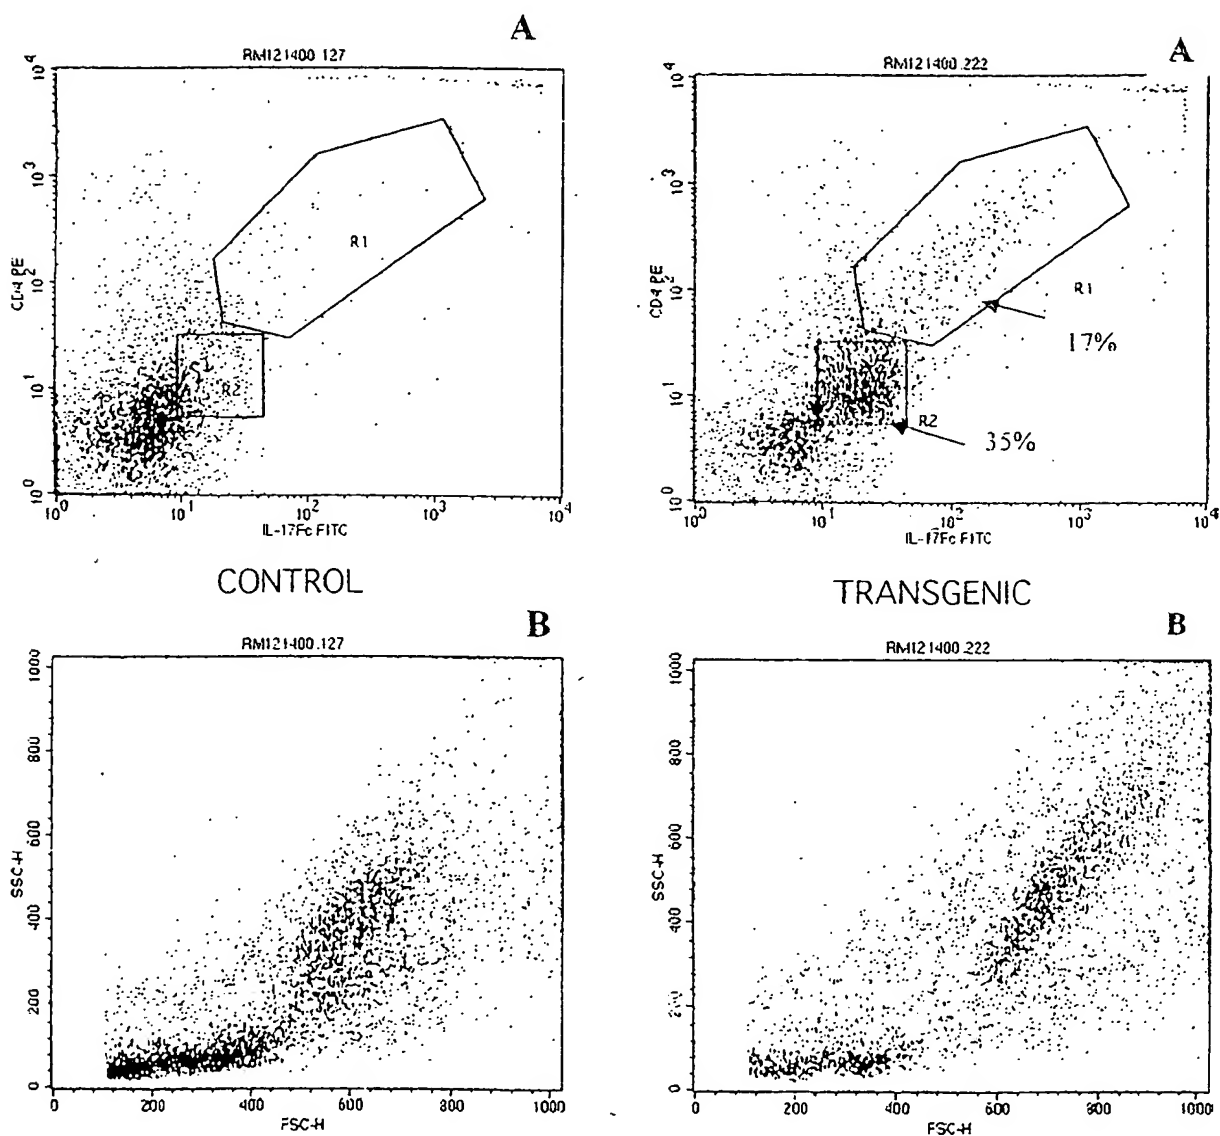 A
A
RM121400.127
RM121400.222
10^4
10^3
10^2
10^1
10^0
CD4 PE
R1
R2
10^0 10^1 10^2 10^3 10^4
IL-17Fc FITC
10^4
10^3
10^2
10^1
10^0
CD4 PE
R1
17%
R2
35%
10^0 10^1 10^2 10^3 10^4
IL-17Fc FITC
CONTROL
TRANSGENIC
B
B
RM121400.127
RM121400.222
1000
800
600
400
200
0
SSC-H
0 200 400 600 800 1000
FSC-H
1000
800
600
400
200
0
SSC-H
0 200 400 600 800 1000
FSC-H